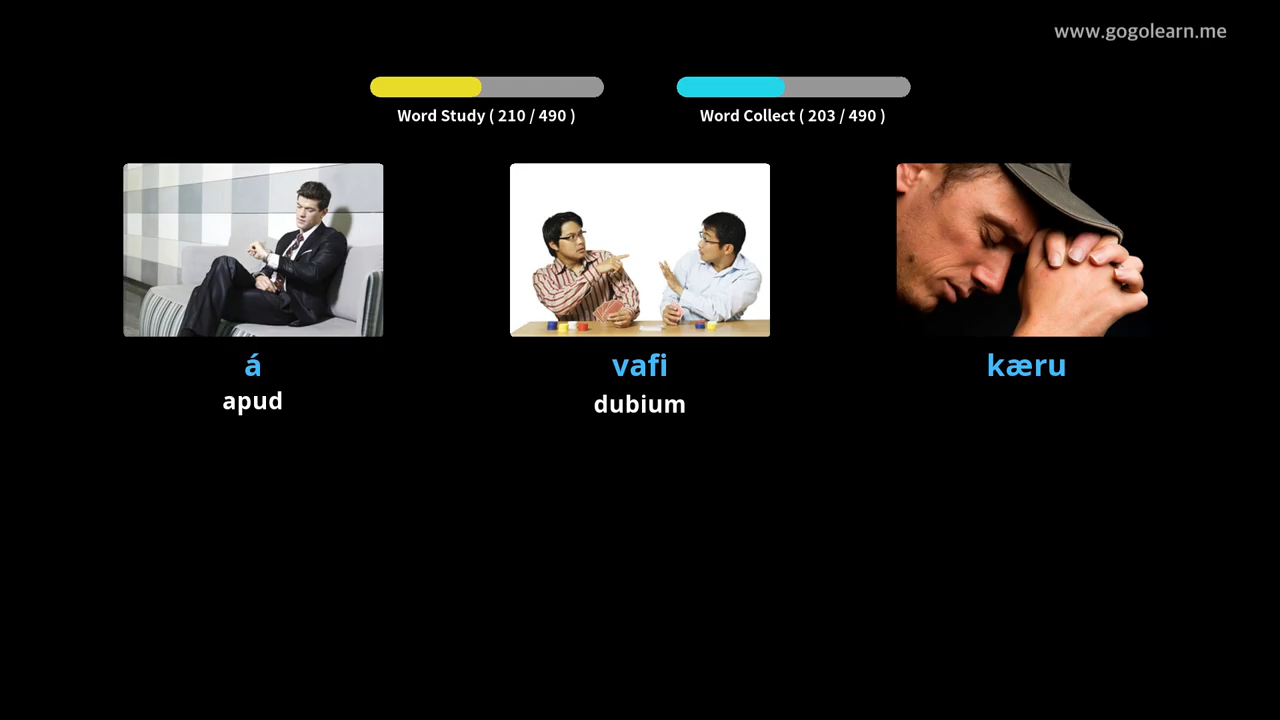 www.gogolearn.me
Word Study ( 210 / 490 )
Word Collect ( 203 / 490 )
á
vafi
kæru
apud
dubium